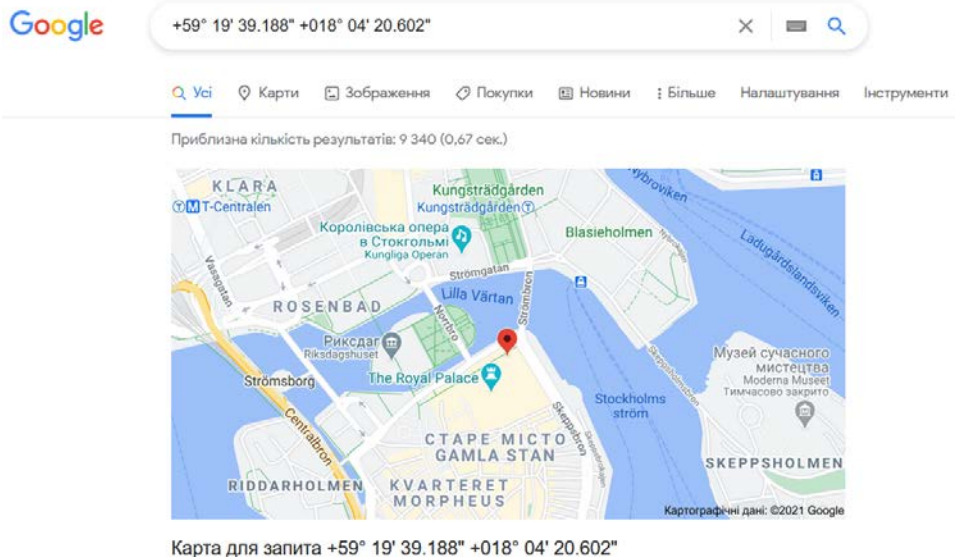 Google
+59° 19' 39.188" +018° 04' 20.602"
Усі Карти Зображення Покупки Новини Більше Налаштування Інструменти
Приблизна кількість результатів: 9 340 (0,67 сек.)
KLARA
T M T-Centralen
Kungsträdgården
Kungsträdgården T
Королівська опера
в Стокгольмі
Kungliga Operan
Nybroviken
Blasieholmen
Nybrokajen
Ladugårdslandsviken
Vasagatan
Strömgatan
Lilla Värtan
Strömbron
ROSENBAD
Norrbro
Риксдаг
Riksdagshuset
The Royal Palace
Strömsborg
Centralbron
Музей сучасного
мистецтва
Moderna Museet
Тимчасово закрито
Stockholms
ström
Skeppsbron
СТАРЕ МІСТО
GAMLA STAN
SKEPPSHOLMEN
RIDDARHOLMEN
KVARTERET
MORPHEUS
Картографічні дані: ©2021 Google
Карта для запита +59° 19' 39.188" +018° 04' 20.602"